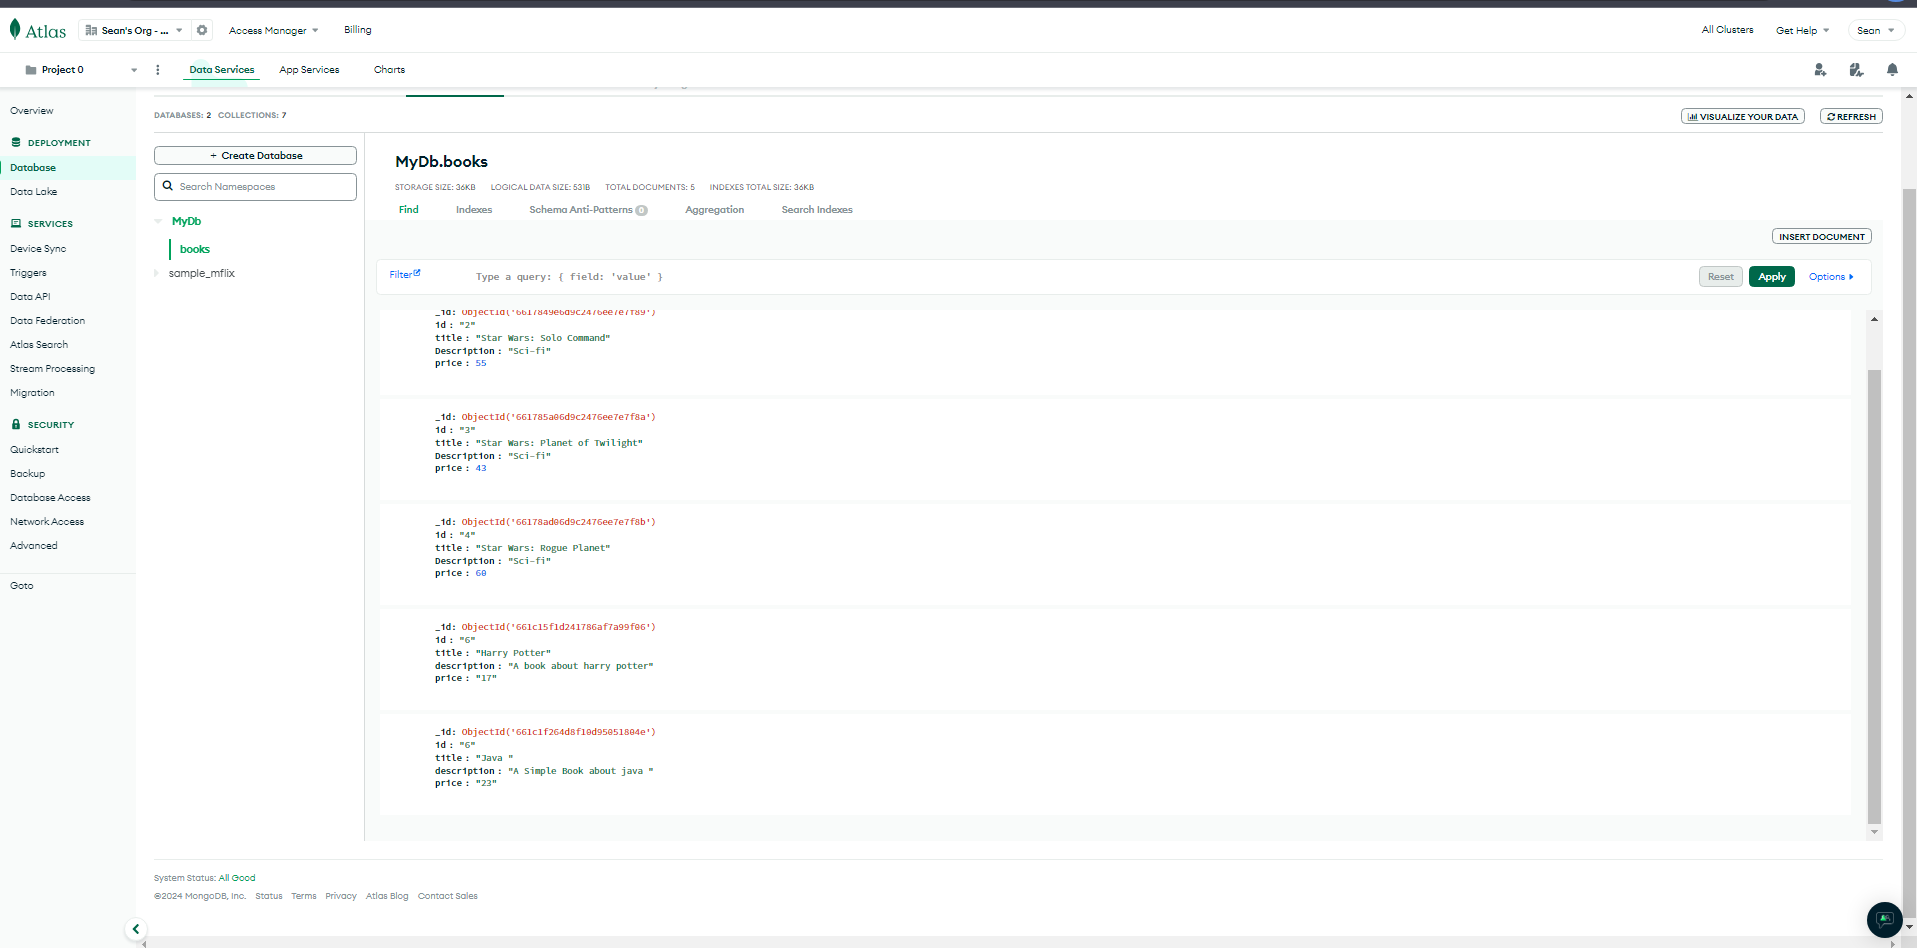 Atlas
Sean's Org - ...
Access Manager
Billing
All Clusters
Get Help
Sean
Project 0
Data Services
App Services
Charts
Overview
DEPLOYMENT
Database
Data Lake
SERVICES
Device Sync
Triggers
Data API
Data Federation
Atlas Search
Stream Processing
Migration
SECURITY
Quickstart
Backup
Database Access
Network Access
Advanced
Goto
DATABASES: 2 COLLECTIONS: 7
VISUALIZE YOUR DATA
REFRESH
+ Create Database
Search Namespaces
MyDb
books
sample_mflix
MyDb.books
STORAGE SIZE: 36KB LOGICAL DATA SIZE: 531B TOTAL DOCUMENTS: 5 INDEXES TOTAL SIZE: 36KB
Find
Indexes
Schema Anti-Patterns 0
Aggregation
Search Indexes
INSERT DOCUMENT
Filter
Type a query: { field: 'value' }
Reset
Apply
Options
_id: ObjectId('6617849e6d9c2476ee7e7f89')
id : "2"
title : "Star Wars: Solo Command"
Description : "Sci-fi"
price : 55
_id: ObjectId('661785a06d9c2476ee7e7f8a')
id : "3"
title : "Star Wars: Planet of Twilight"
Description : "Sci-fi"
price : 43
_id: ObjectId('66178ad06d9c2476ee7e7f8b')
id : "4"
title : "Star Wars: Rogue Planet"
Description : "Sci-fi"
price : 60
_id: ObjectId('661c15f1d241786af7a99f06')
id : "6"
title : "Harry Potter"
description : "A book about harry potter"
price : "17"
_id: ObjectId('661c1f264d8f10d95051804e')
id : "6"
title : "Java "
description : "A Simple Book about java "
price : "23"
System Status: All Good
©2024 MongoDB, Inc. Status Terms Privacy Atlas Blog Contact Sales